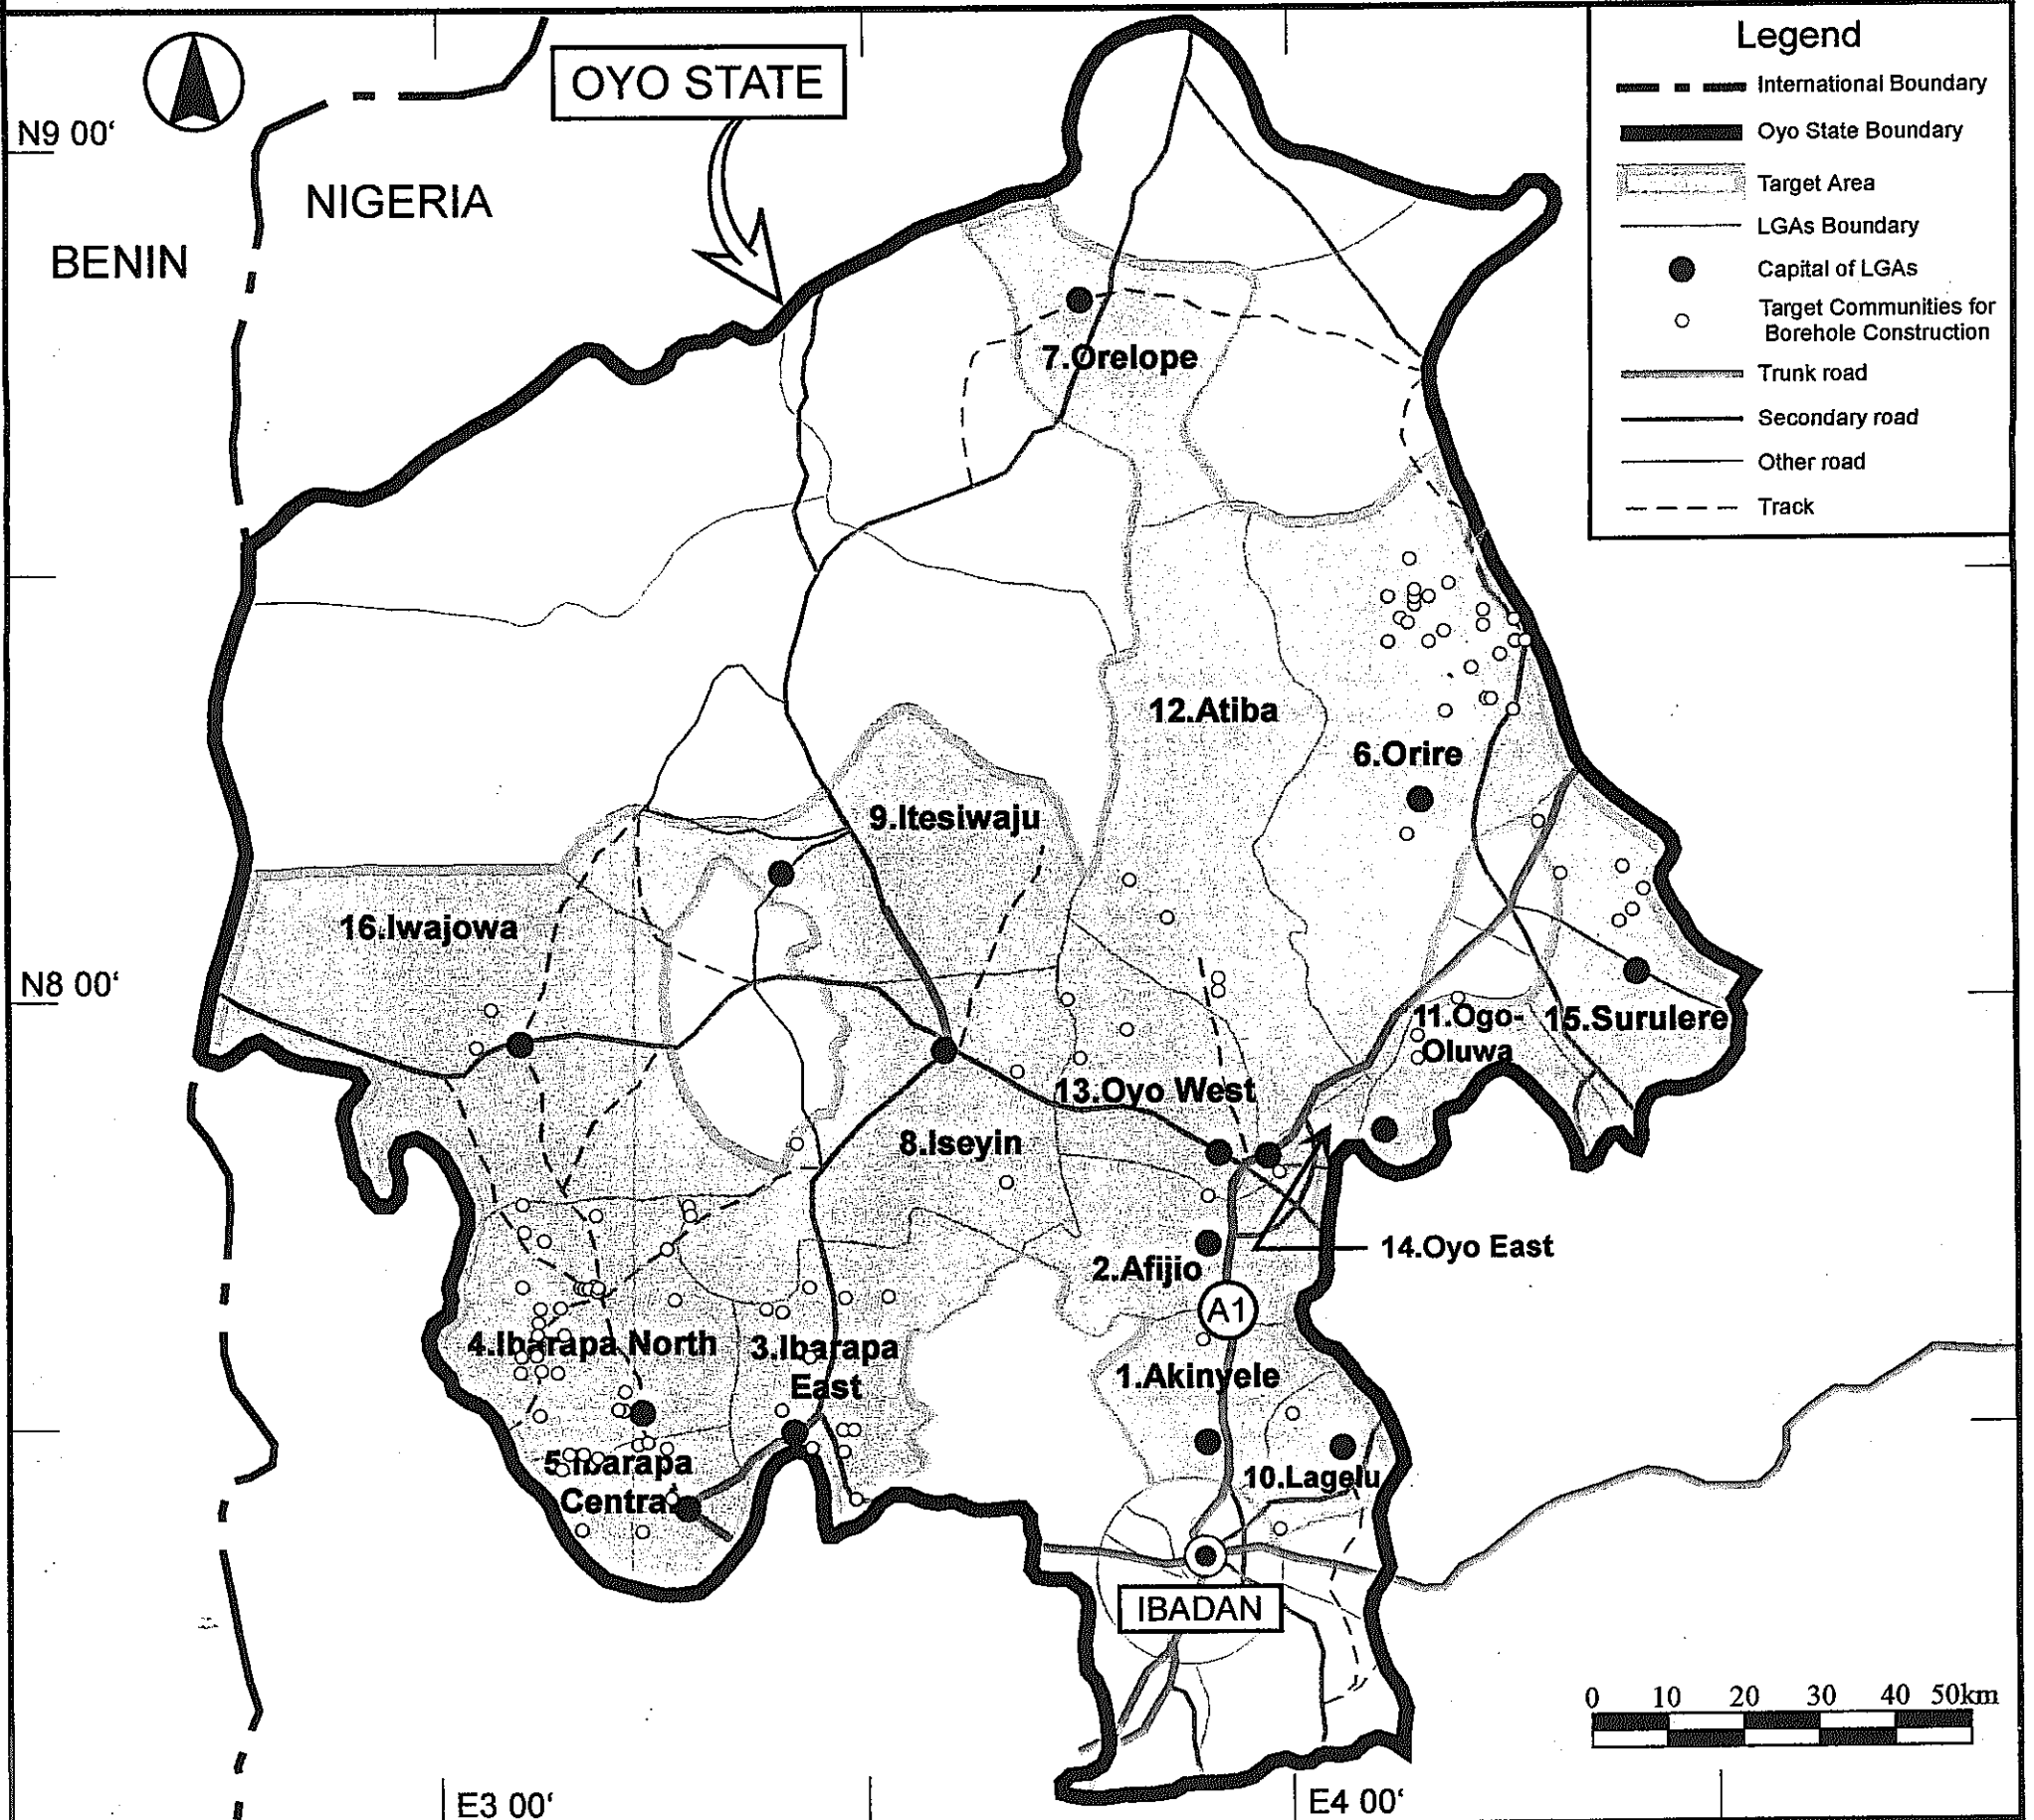 Legend
International Boundary
Oyo State Boundary
Target Area
LGAs Boundary
Capital of LGAs
Target Communities for
Borehole Construction
Trunk road
Secondary road
Other road
Track
OYO STATE
N9 00‘
NIGERIA
BENIN
7.Orelope
12.Atiba
6.Orire
9.Itesiwaju
16.Iwajowa
N8 00‘
11.Ogo-
Oluwa
15.Surulere
13.Oyo West
8.Iseyin
14.Oyo East
2.Afijio
A1
4.Ibarapa North
3.Ibarapa
East
1.Akinyele
5.Ibarapa
Central
10.Lagelu
IBADAN
0 10 20 30 40 50km
E3 00‘
E4 00‘